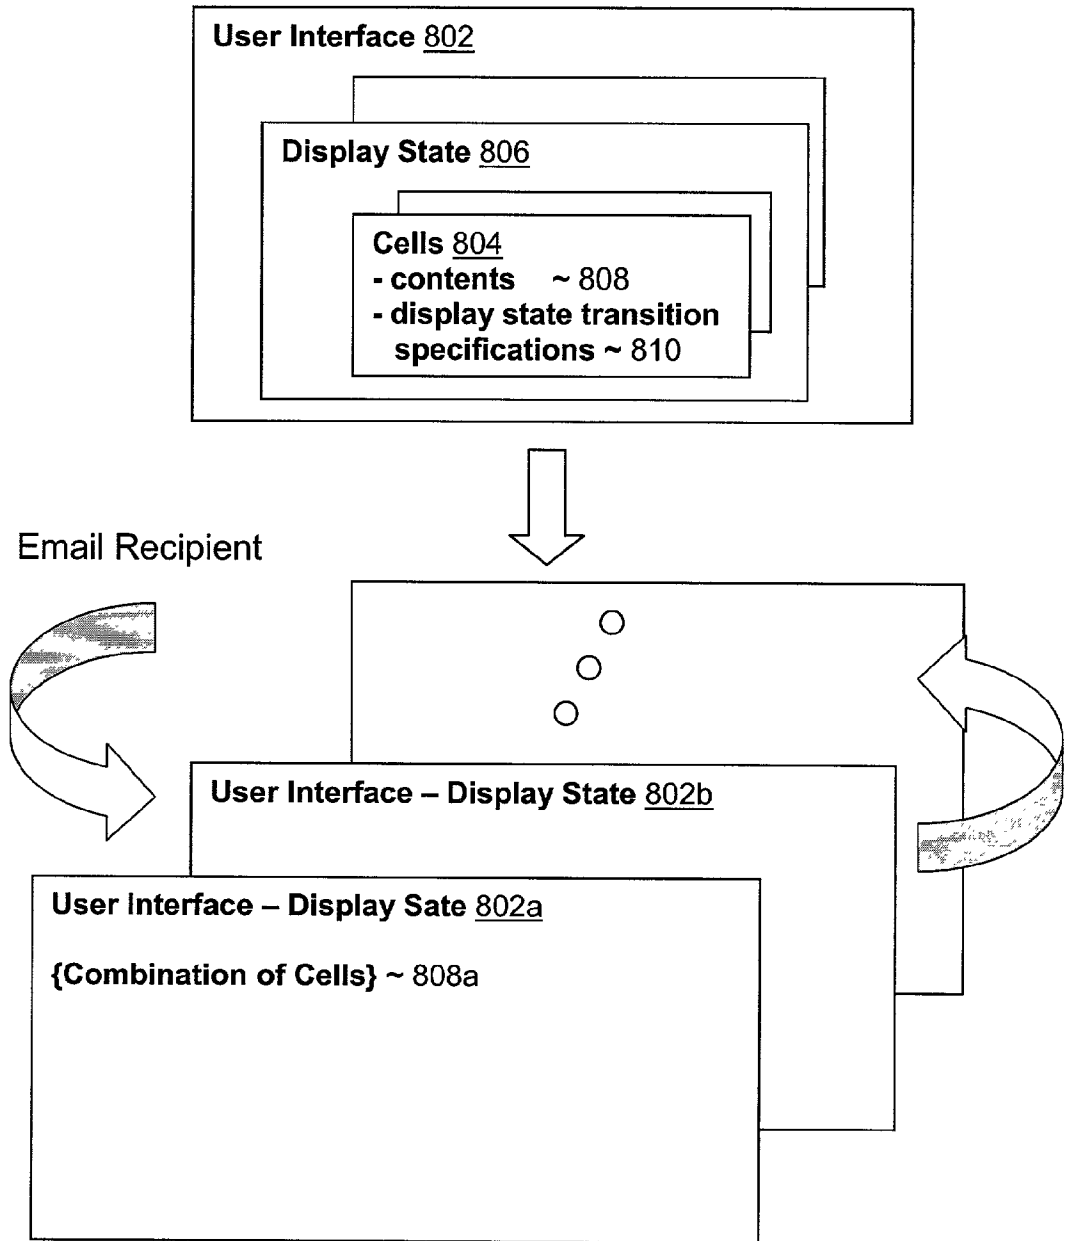 User Interface 802
Display State 806
Cells 804
- contents ~ 808
- display state transition
specifications ~ 810
Email Recipient
User Interface – Display State 802b
User Interface – Display Sate 802a
{Combination of Cells} ~ 808a